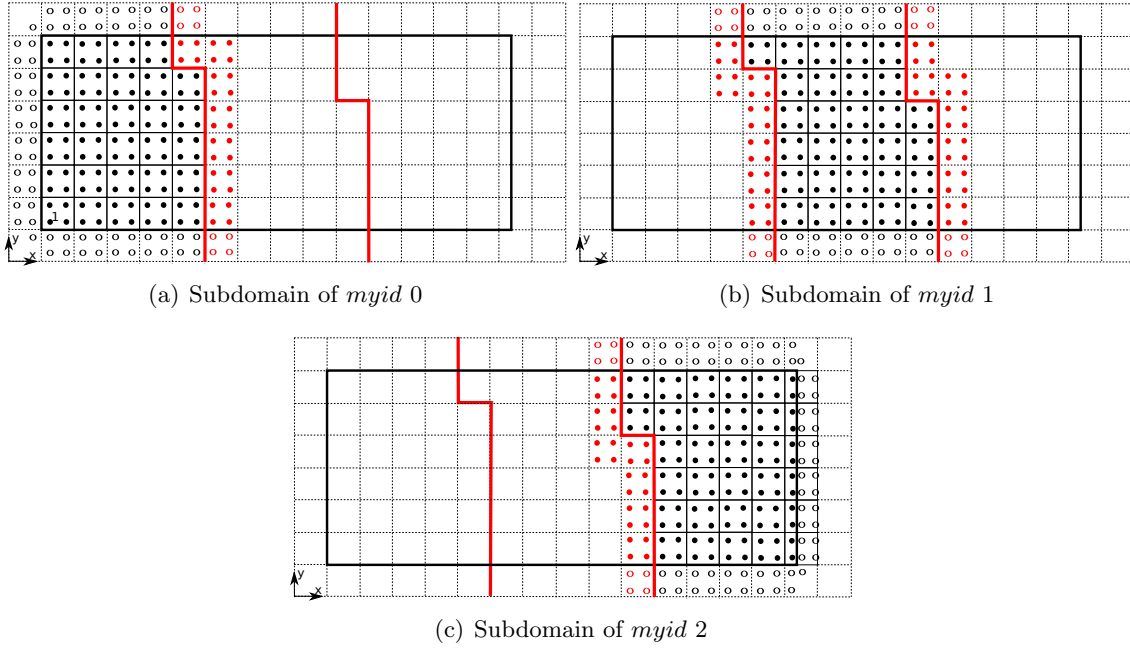 1
y
x
y
x
(a) Subdomain of myid 0
(b) Subdomain of myid 1
y
x
(c) Subdomain of myid 2